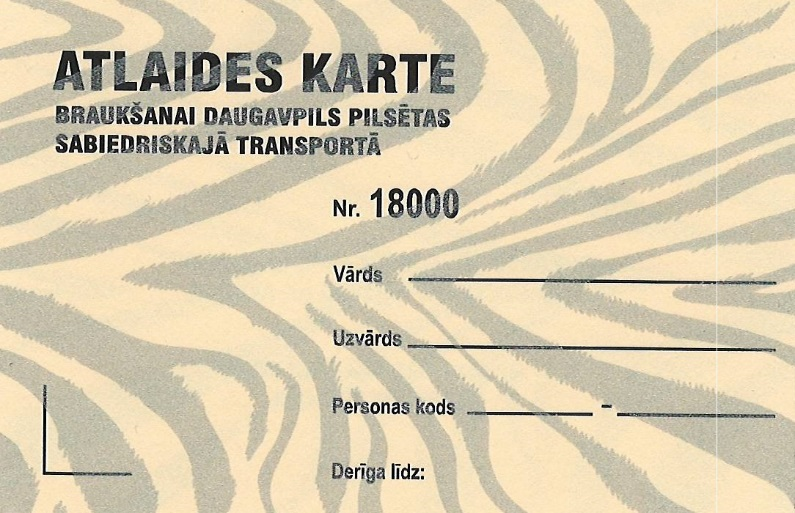 ATLAIDES KARTE
BRAUKŠANAI DAUGAVPILS PILSĒTAS
SABIEDRISKAJĀ TRANSPORTĀ
Nr. 18000
Vārds
Uzvārds
Personas kods -
Derīga līdz: